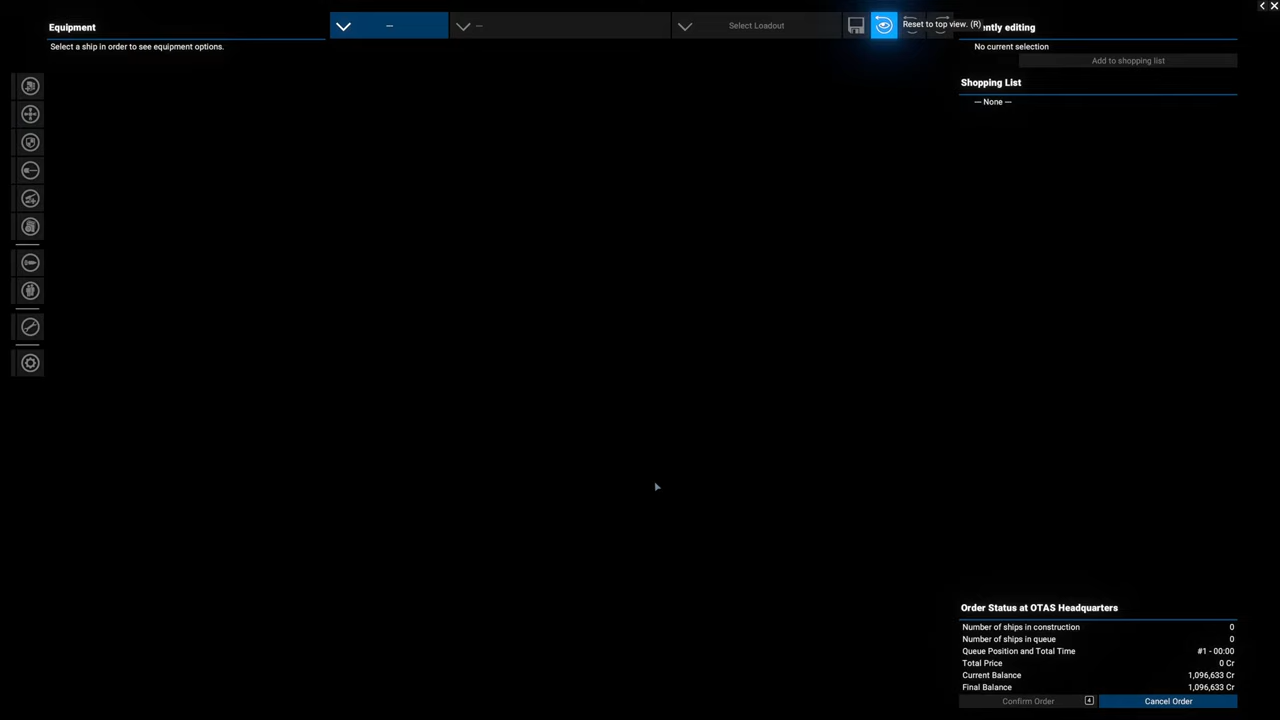 Equipment
Select a ship in order to see equipment options.
—
—
Select Loadout
Reset to top view. (R)
ntly editing
No current selection
Add to shopping list
Shopping List
— None —
Order Status at OTAS Headquarters
Number of ships in construction 0
Number of ships in queue 0
Queue Position and Total Time #1 - 00:00
Total Price 0 Cr
Current Balance 1,096,633 Cr
Final Balance 1,096,633 Cr
Confirm Order
Cancel Order